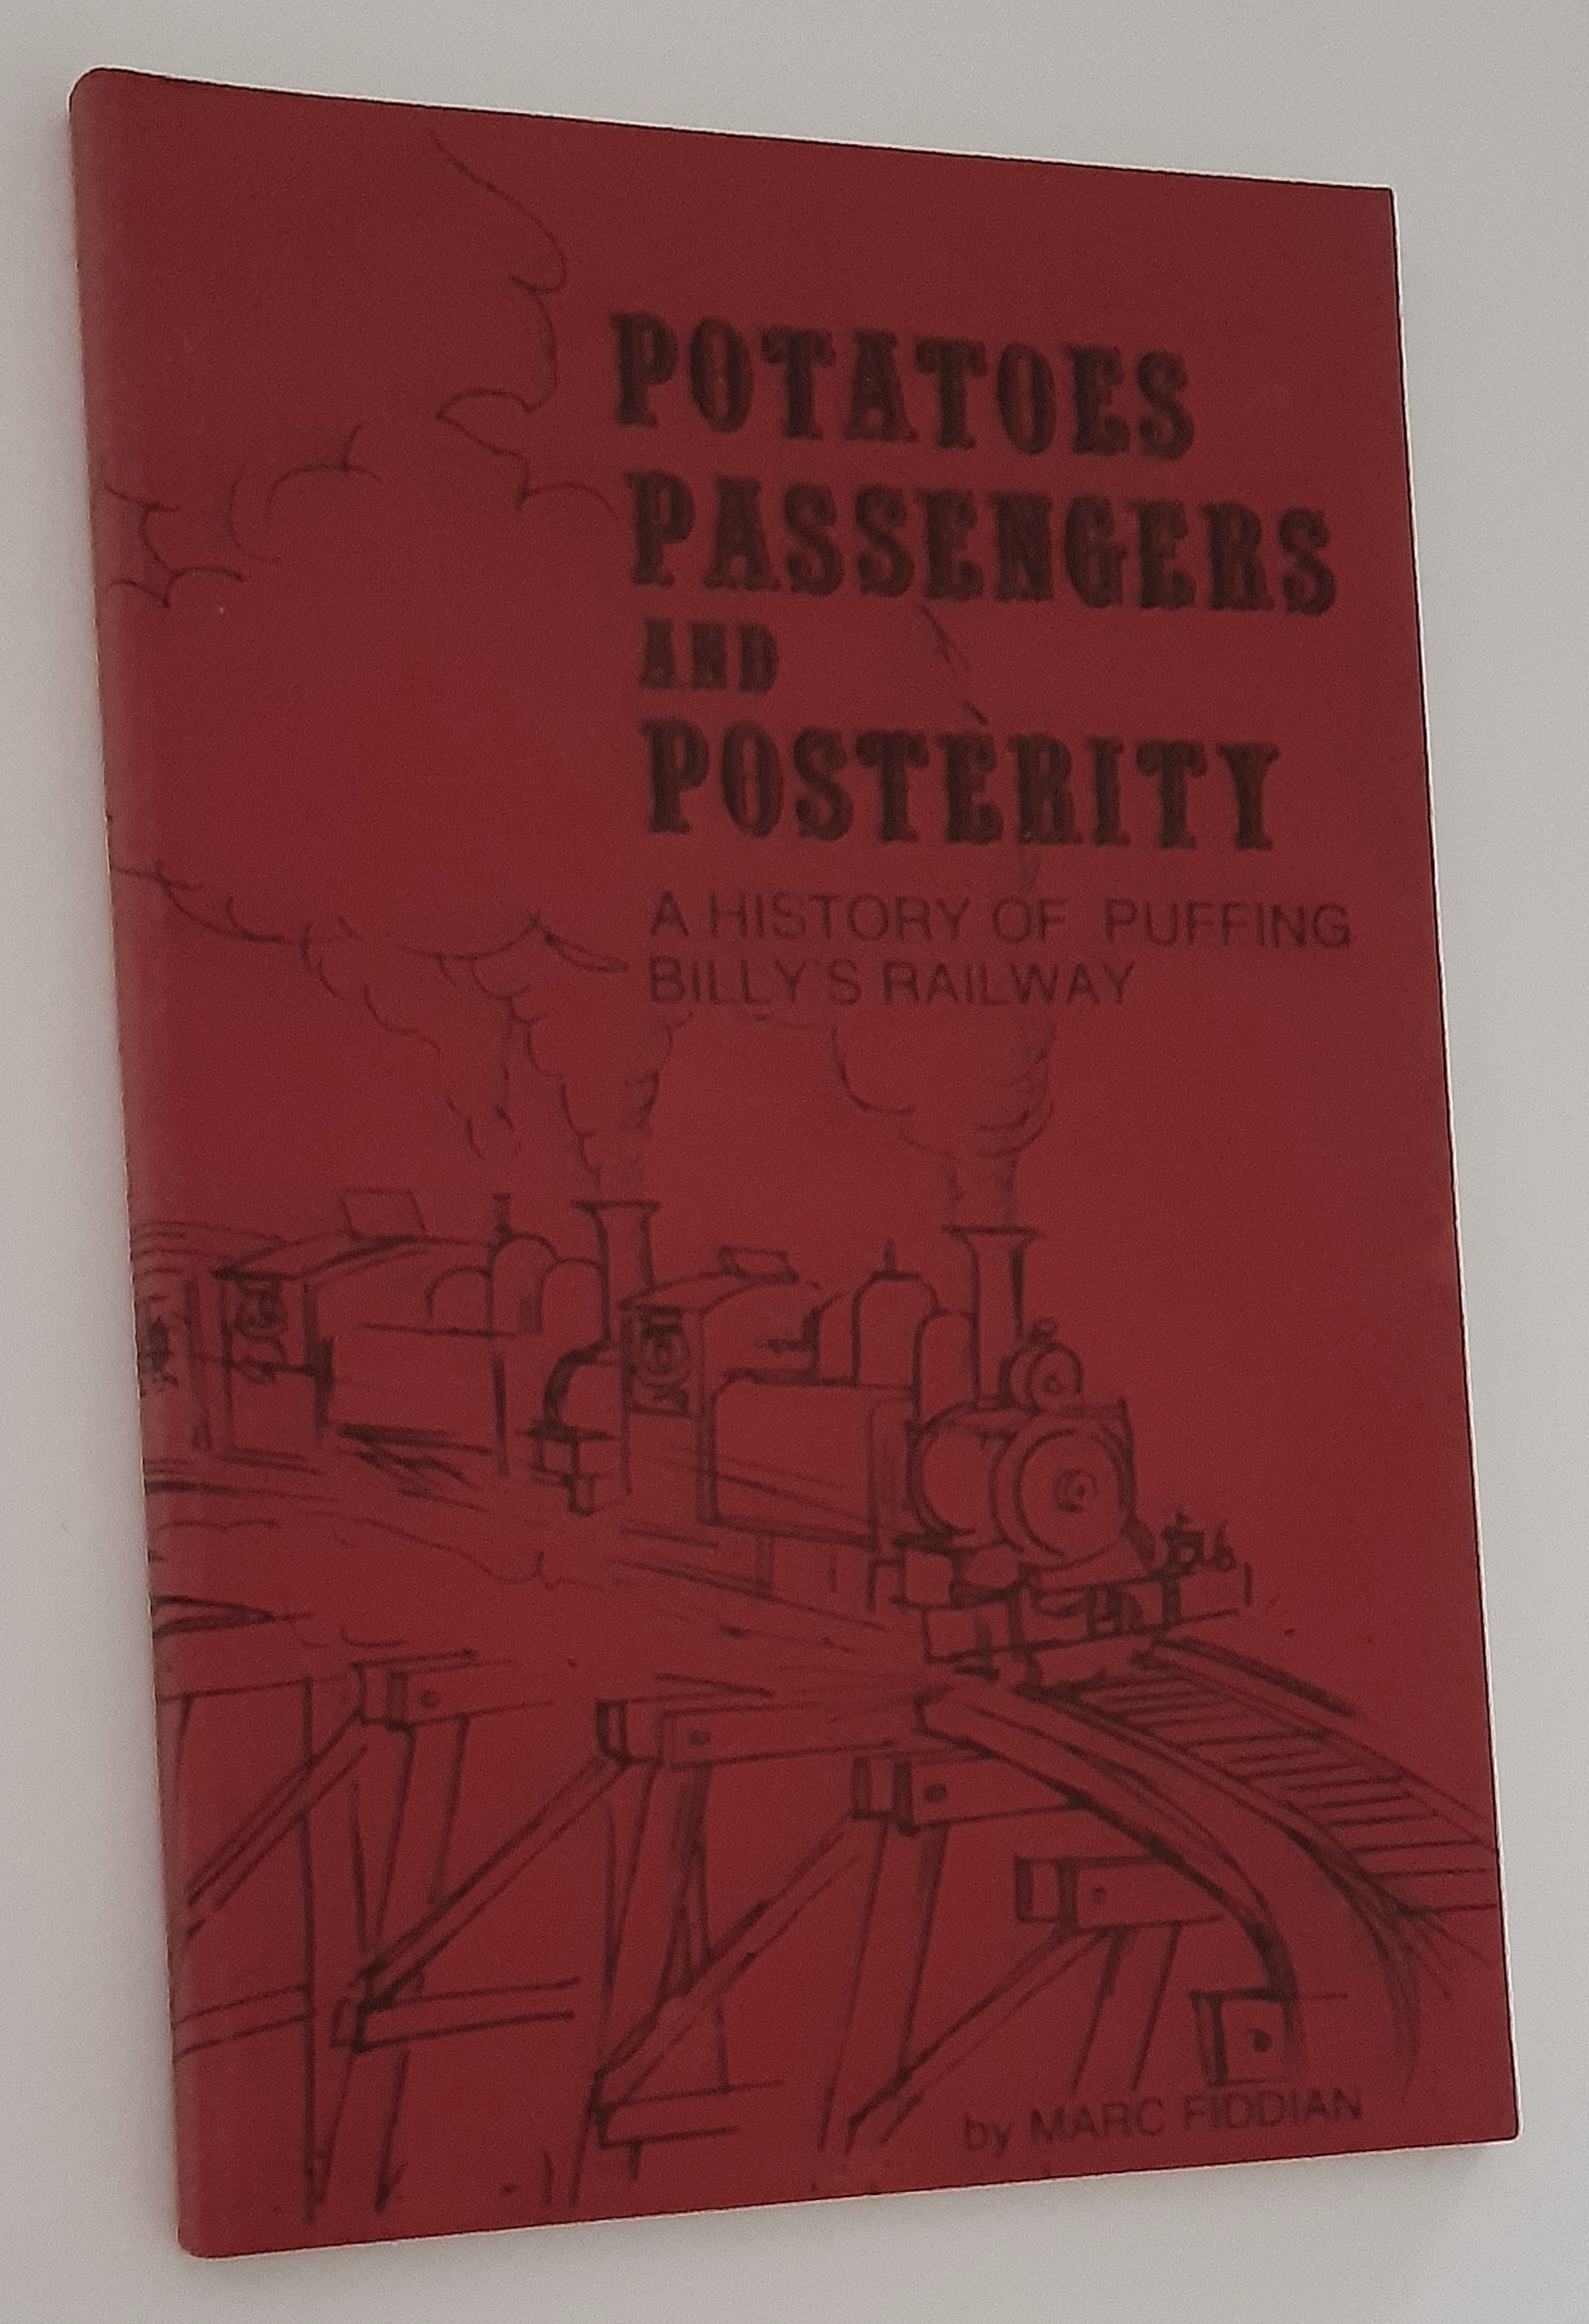 POTATOES
PASSENGERS
AND
POSTERITY
A HISTORY OF PUFFING
BILLY'S RAILWAY
by MARC FIDDIAN